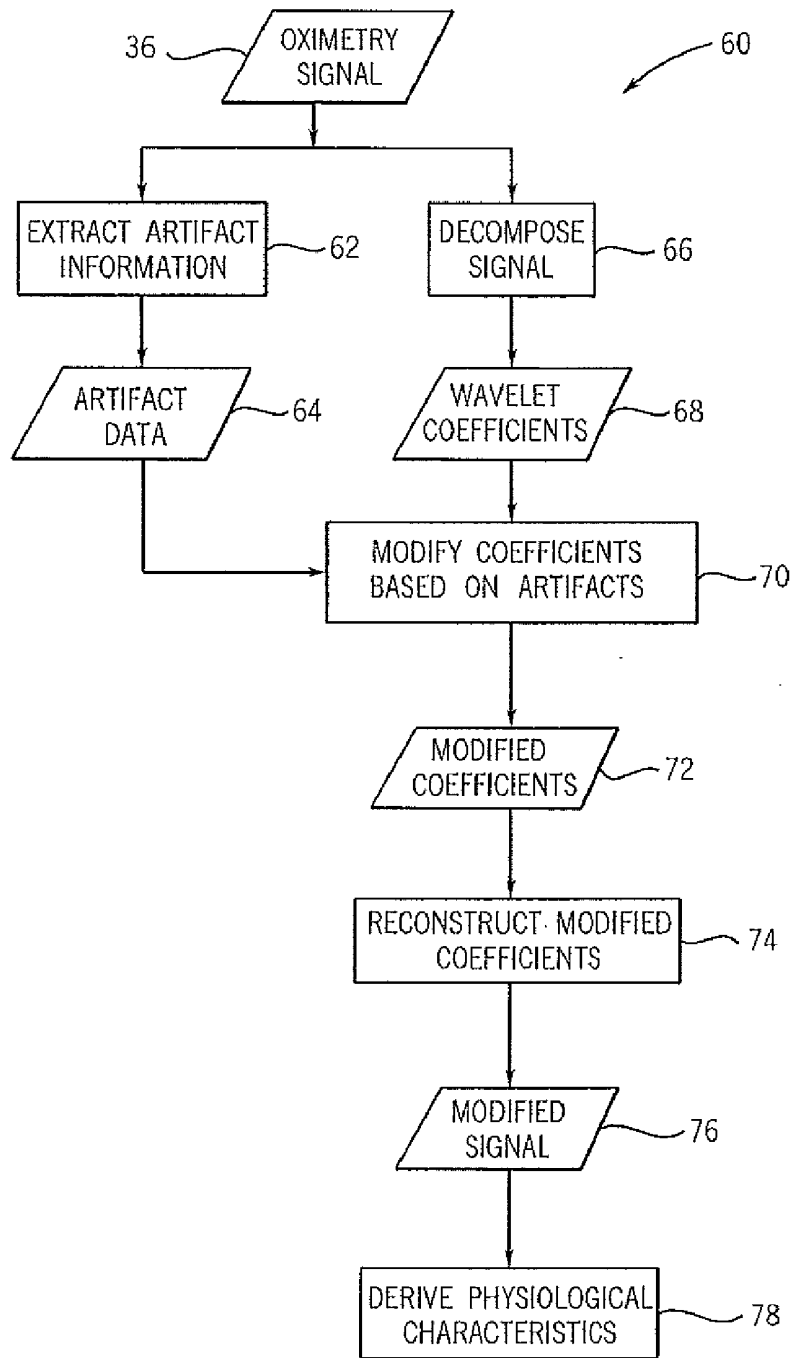 36
OXIMETRY
SIGNAL
60
EXTRACT ARTIFACT
INFORMATION
62
DECOMPOSE
SIGNAL
66
ARTIFACT
DATA
64
WAVELET
COEFFICIENTS
68
MODIFY COEFFICIENTS
BASED ON ARTIFACTS
70
MODIFIED
COEFFICIENTS
72
RECONSTRUCT MODIFIED
COEFFICIENTS
74
MODIFIED
SIGNAL
76
DERIVE PHYSIOLOGICAL
CHARACTERISTICS
78